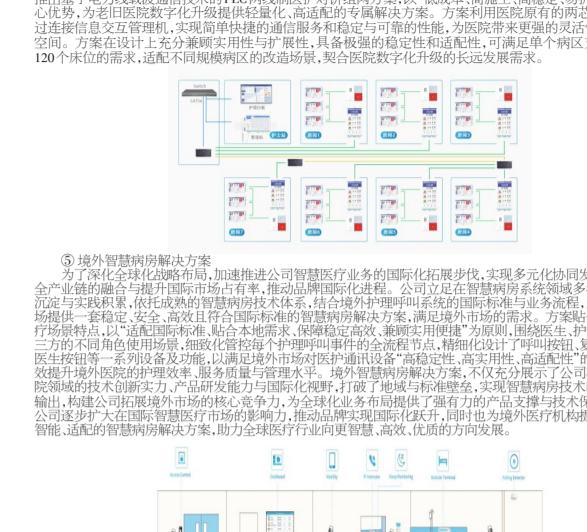 心优势,为老旧医院数字化升级提供轻量化、高适配的专属解决方案。方案利用医院原有的两芯
过连接信息交互管理机,实现简单快捷的通信服务和稳定与可靠的性能,为医院带来更强的灵活
空间。方案在设计上充分兼顾实用性与扩展性,具备极强的稳定性和适配性,可满足单个病区
120个床位的需求,适配不同规模病区的改造场景,契合医院数字化升级的长远发展需求。
护士站
⑤ 境外智慧病房解决方案
为了深化全球化战略布局,加速推进公司智慧医疗业务的国际化拓展步伐,实现多元化协同发
全产业链的融合与提升国际市场占有率,推动品牌国际化进程。公司立足在智慧病房系统领域多
沉淀与实践积累,依托成熟的智慧病房技术体系,结合境外护理呼叫系统的国际标准与业务流程,
场提供一套稳定、安全、高效且符合国际标准的智慧病房解决方案,满足境外市场的需求。方案贴
疗场景特点,以“适配国际标准、贴合本地需求、保障稳定高效、兼顾实用便捷”为原则,围绕医生、护
三方的不同角色使用场景,细致化管控每个护理呼叫事件的全流程节点,精细化设计了呼叫按钮、
医生按钮等一系列设备及功能,以满足境外市场对医护通讯设备“高稳定性、高实用性、高适配性”的
效提升境外医院的护理效率、服务质量与管理水平。境外智慧病房解决方案,不仅充分展示了公司
院领域的技术创新实力、产品研发能力与国际化视野,打破了地域与标准壁垒,实现智慧病房技术
输出,构建公司拓展境外市场的核心竞争力,为全球化业务布局提供了强有力的产品支撑与技术保
公司逐步扩大在国际智慧医疗市场的影响力,推动品牌实现国际化跃升,同时也为境外医疗机构提
智能、适配的智慧病房解决方案,助力全球医疗行业向更智慧、高效、优质的方向发展。